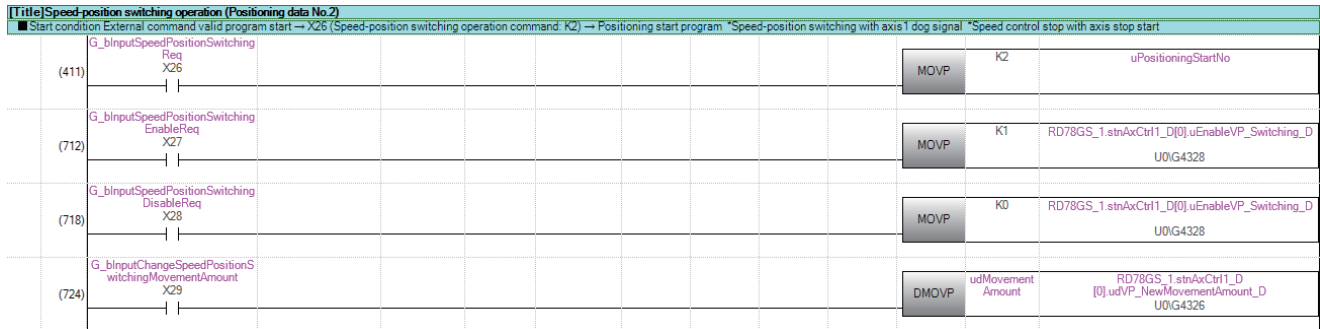 [Title]Speed-position switching operation (Positioning data No.2)
■Start condition External command valid program start → X26 (Speed-position switching operation command: K2) → Positioning start program *Speed-position switching with axis1 dog signal *Speed control stop with axis stop start
G_bInputSpeedPositionSwitching
Req
X26
(411)
MOVP
K2
uPositioningStartNo
G_bInputSpeedPositionSwitching
EnableReq
X27
(712)
MOVP
K1
RD78GS_1.stnAxCtrl1_D[0].uEnableVP_Switching_D
U0\G4328
G_bInputSpeedPositionSwitching
DisableReq
X28
(718)
MOVP
K0
RD78GS_1.stnAxCtrl1_D[0].uEnableVP_Switching_D
U0\G4328
G_bInputChangeSpeedPositionS
witchingMovementAmount
X29
(724)
DMOVP
udMovement
Amount
RD78GS_1.stnAxCtrl1_D
[0].udVP_NewMovementAmount_D
U0\G4326